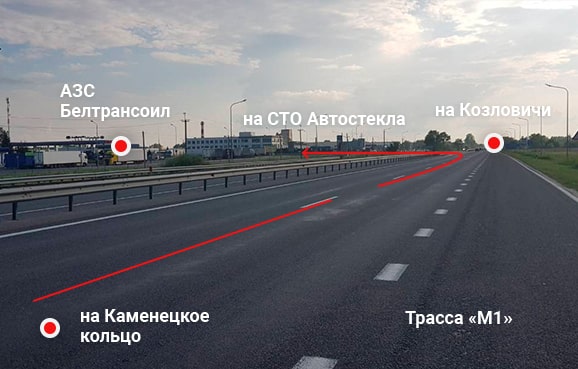 АЗС
Белтрансоил
на СТО Автостекла
на Козловичи
на Каменецкое
кольцо
Трасса «М1»